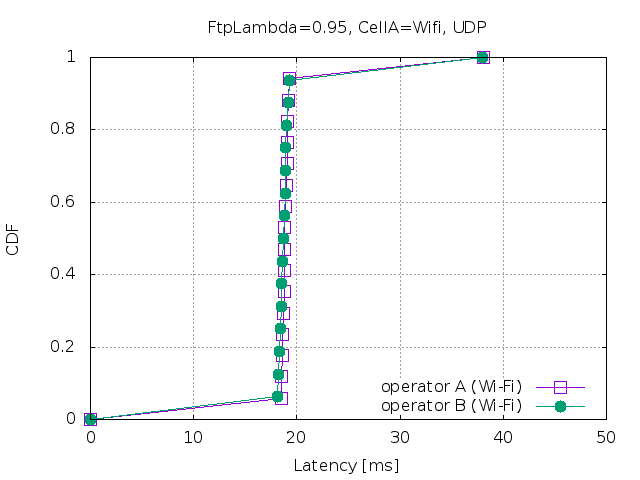 FtpLambda=0.95, CellA=Wifi, UDP
1
0.8
0.6
0.4
0.2
0
CDF
operator A (Wi-Fi)
operator B (Wi-Fi)
0 10 20 30 40 50
Latency [ms]